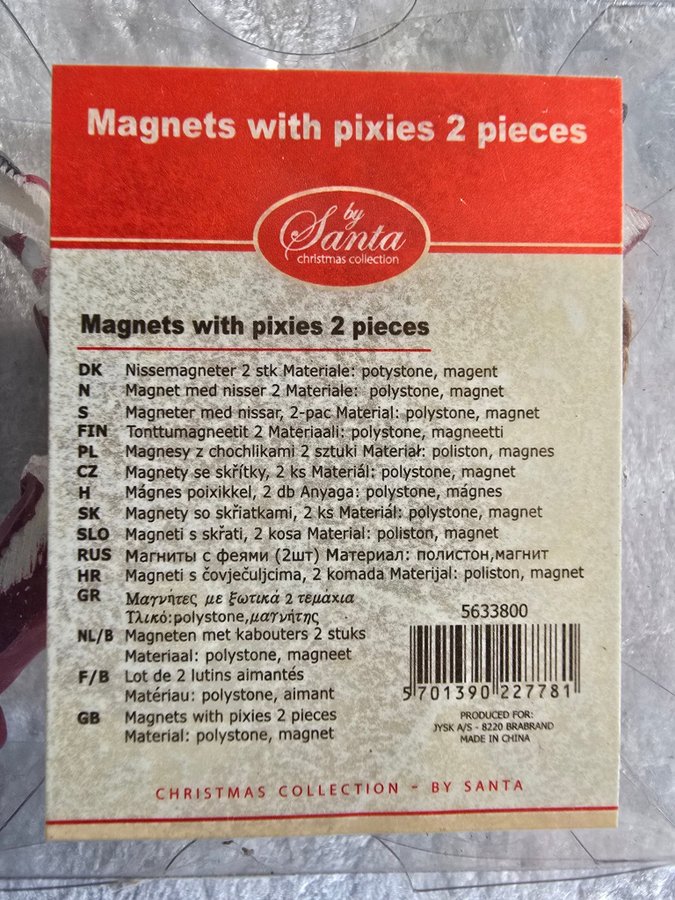 Magnets with pixies 2 pieces
by
Santa
christmas collection
Magnets with pixies 2 pieces
DK Nissemagneter 2 stk Materiale: potystone, magent
N Magnet med nisser 2 Materiale: polystone, magnet
S Magneter med nissar, 2-pac Material: polystone, magnet
FIN Tonttumagneetit 2 Materiaali: polystone, magneetti
PL Magnesy z chochlikami 2 sztuki Materiał: poliston, magnes
CZ Magnety se skřítky, 2 ks Materiál: polystone, magnet
H Mágnes poixikkel, 2 db Anyaga: polystone, mágnes
SK Magnety so skřiatkami, 2 ks Materiál: polystone, magnet
SLO Magneti s skřati, 2 kosa Material: poliston, magnet
RUS Магниты с феями (2шт) Материал: полистон,магнит
HR Magneti s čovječuljcima, 2 komada Materijal: poliston, magnet
GR Μαγνήτες με ξωτικά 2 τεμάχια
Τλικό:polystone,μαγνήτης
NL/B Magneten met kabouters 2 stuks
Materiaal: polystone, magneet
F/B Lot de 2 lutins aimantés
Matériau: polystone, aimant
GB Magnets with pixies 2 pieces
Material: polystone, magnet
5633800
5 701390 227781
PRODUCED FOR:
JYSK A/S - 8220 BRABRAND
MADE IN CHINA
CHRISTMAS COLLECTION - BY SANTA